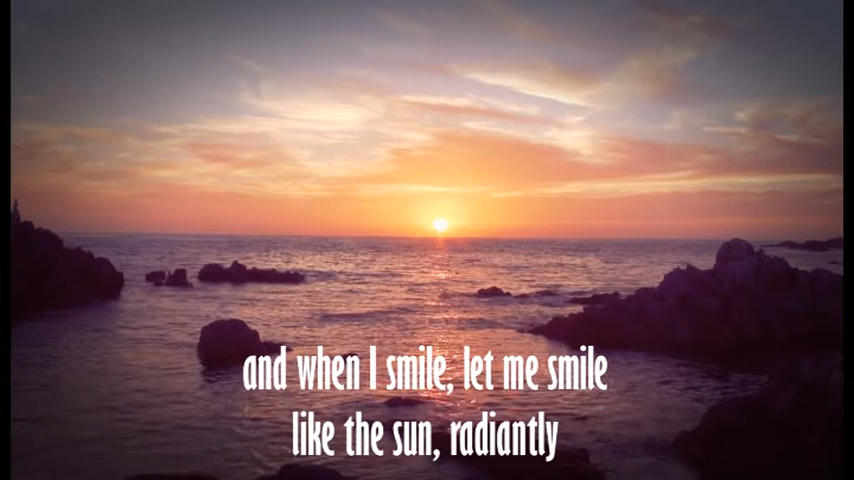 and when I smile, let me smile
like the sun, radiantly